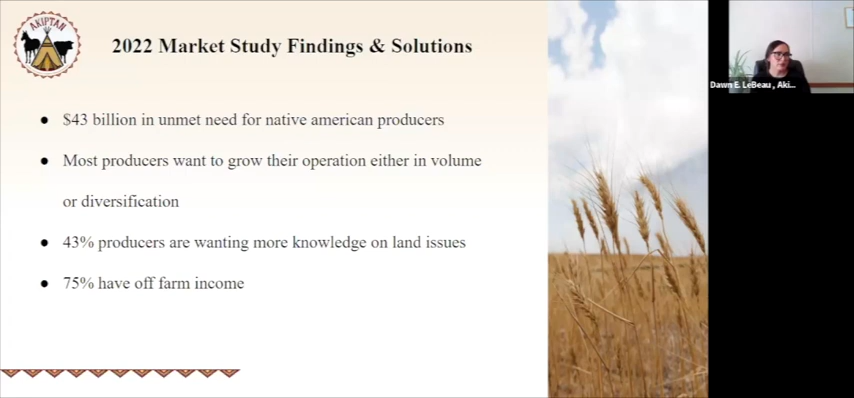 AKIPTAN
2022 Market Study Findings & Solutions
● $43 billion in unmet need for native american producers
● Most producers want to grow their operation either in volume
or diversification
● 43% producers are wanting more knowledge on land issues
● 75% have off farm income
Dawn E. LeBeau , Aki...